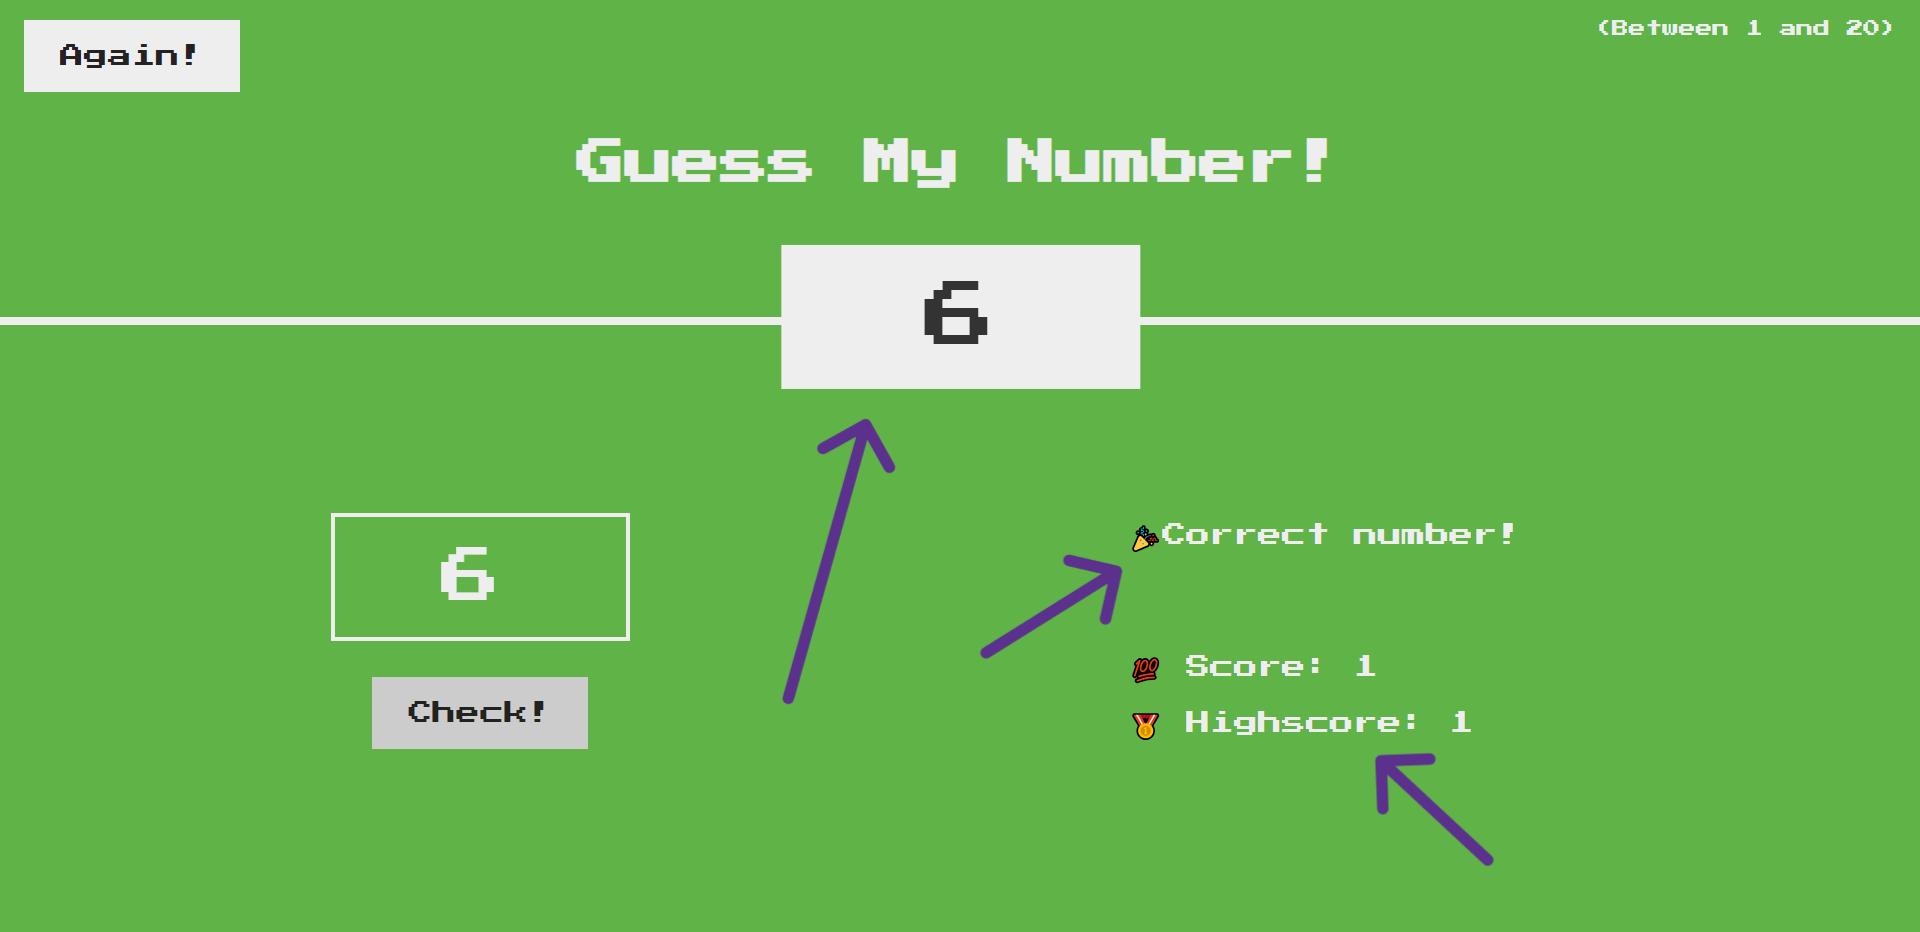 Again!
(Between 1 and 20)
Guess My Number!
6
6
Check!
🎉Correct number!
💯 Score: 1
🥇 Highscore: 1